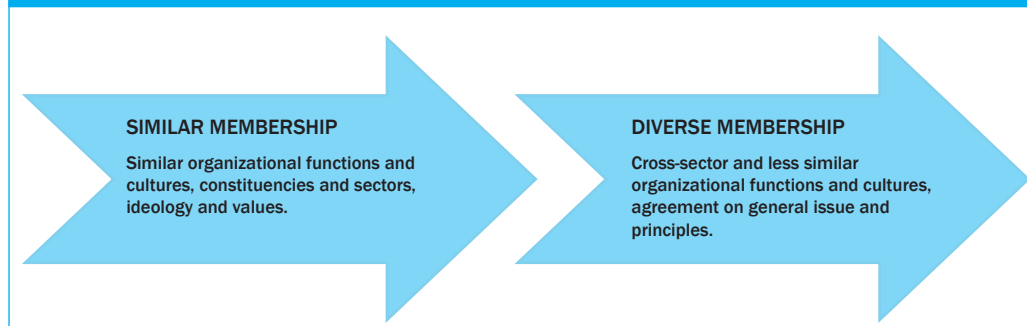 SIMILAR MEMBERSHIP
Similar organizational functions and
cultures, constituencies and sectors,
ideology and values.
DIVERSE MEMBERSHIP
Cross-sector and less similar
organizational functions and cultures,
agreement on general issue and
principles.